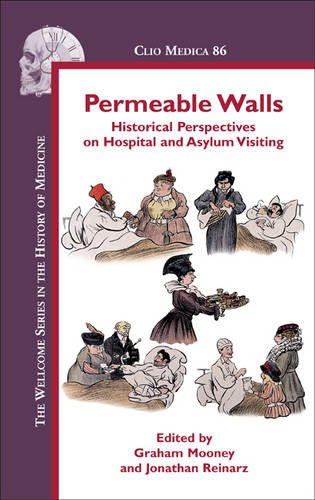 CLIO MEDICA 86
Permeable Walls
Historical Perspectives
on Hospital and Asylum Visiting
THE WELLCOME SERIES IN THE HISTORY OF MEDICINE
Edited by
Graham Mooney
and Jonathan Reinarz